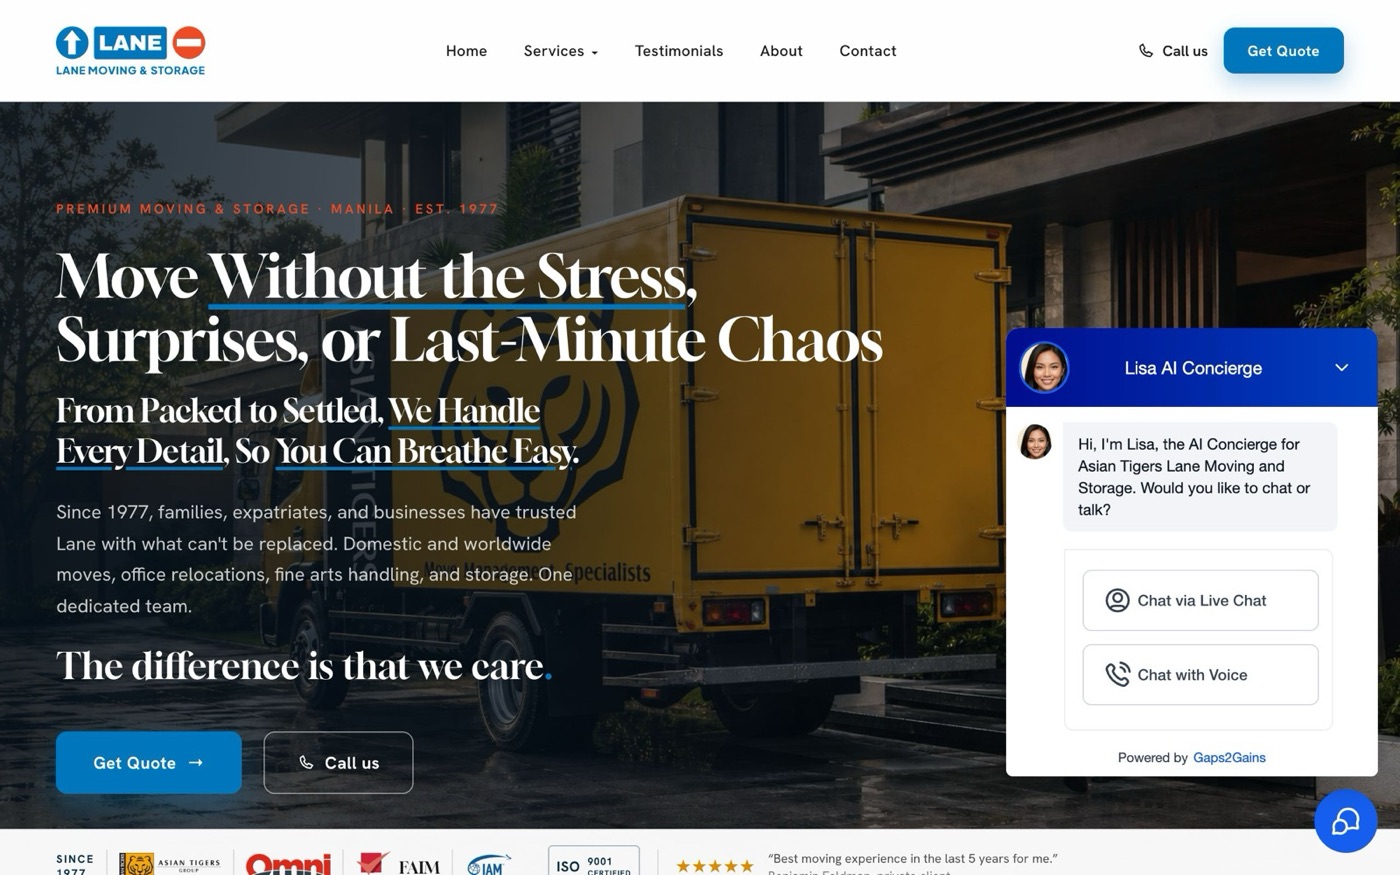 LANE
LANE MOVING & STORAGE
Home
Services
Testimonials
About
Contact
Call us
Get Quote
PREMIUM MOVING & STORAGE · MANILA · EST. 1977
Move Without the Stress,
Surprises, or Last-Minute Chaos
From Packed to Settled, We Handle
Every Detail, So You Can Breathe Easy.
Since 1977, families, expatriates, and businesses have trusted
Lane with what can't be replaced. Domestic and worldwide
moves, office relocations, fine arts handling, and storage. One
dedicated team.
The difference is that we care.
Get Quote →
Call us
Specialists
Lisa AI Concierge
Hi, I'm Lisa, the AI Concierge for
Asian Tigers Lane Moving and
Storage. Would you like to chat or
talk?
Chat via Live Chat
Chat with Voice
Powered by Gaps2Gains
SINCE
1977
ASIAN TIGERS
GROUP
Omni
FAIM
IAM
ISO
9001
CERTIFIED
“Best moving experience in the last 5 years for me.”
Benjamin Feldman, private client